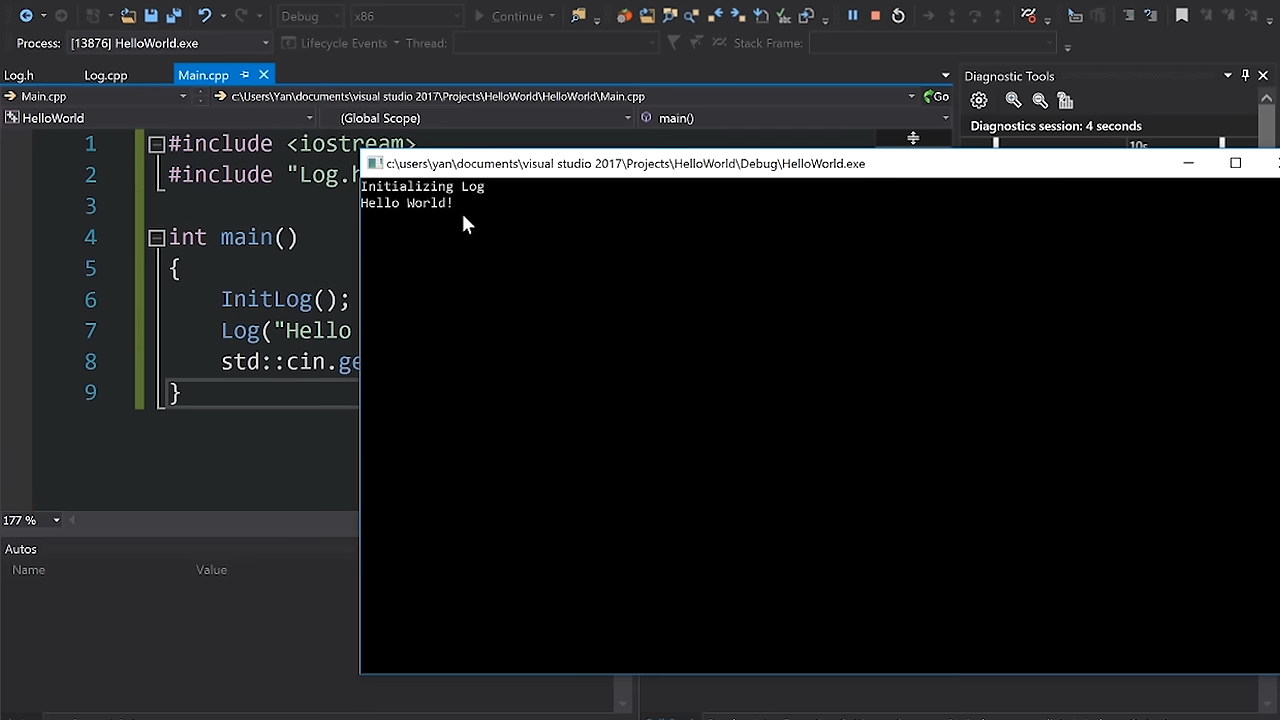 Debug x86 Continue
Process: [13876] HelloWorld.exe Lifecycle Events Thread: Stack Frame:
Log.h Log.cpp Main.cpp Diagnostic Tools
Main.cpp c:\Users\Yan\documents\visual studio 2017\Projects\HelloWorld\HelloWorld\Main.cpp Go
HelloWorld (Global Scope) main()
Diagnostics session: 4 seconds
10s
1 #include <iostream>
2 #include "Log.h
3
4 int main()
5 {
6 InitLog();
7 Log("Hello
8 std::cin.ge
9 }
c:\users\yan\documents\visual studio 2017\Projects\HelloWorld\Debug\HelloWorld.exe
Initializing Log
Hello World!
177 %
Autos
Name Value